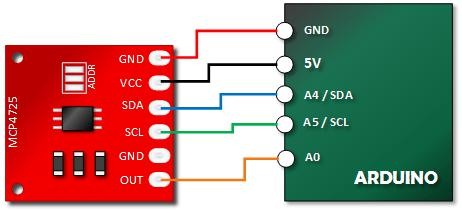 MCP4725
ADDR
GND
VCC
SDA
SCL
GND
OUT
GND
5V
A4 / SDA
A5 / SCL
A0
ARDUINO